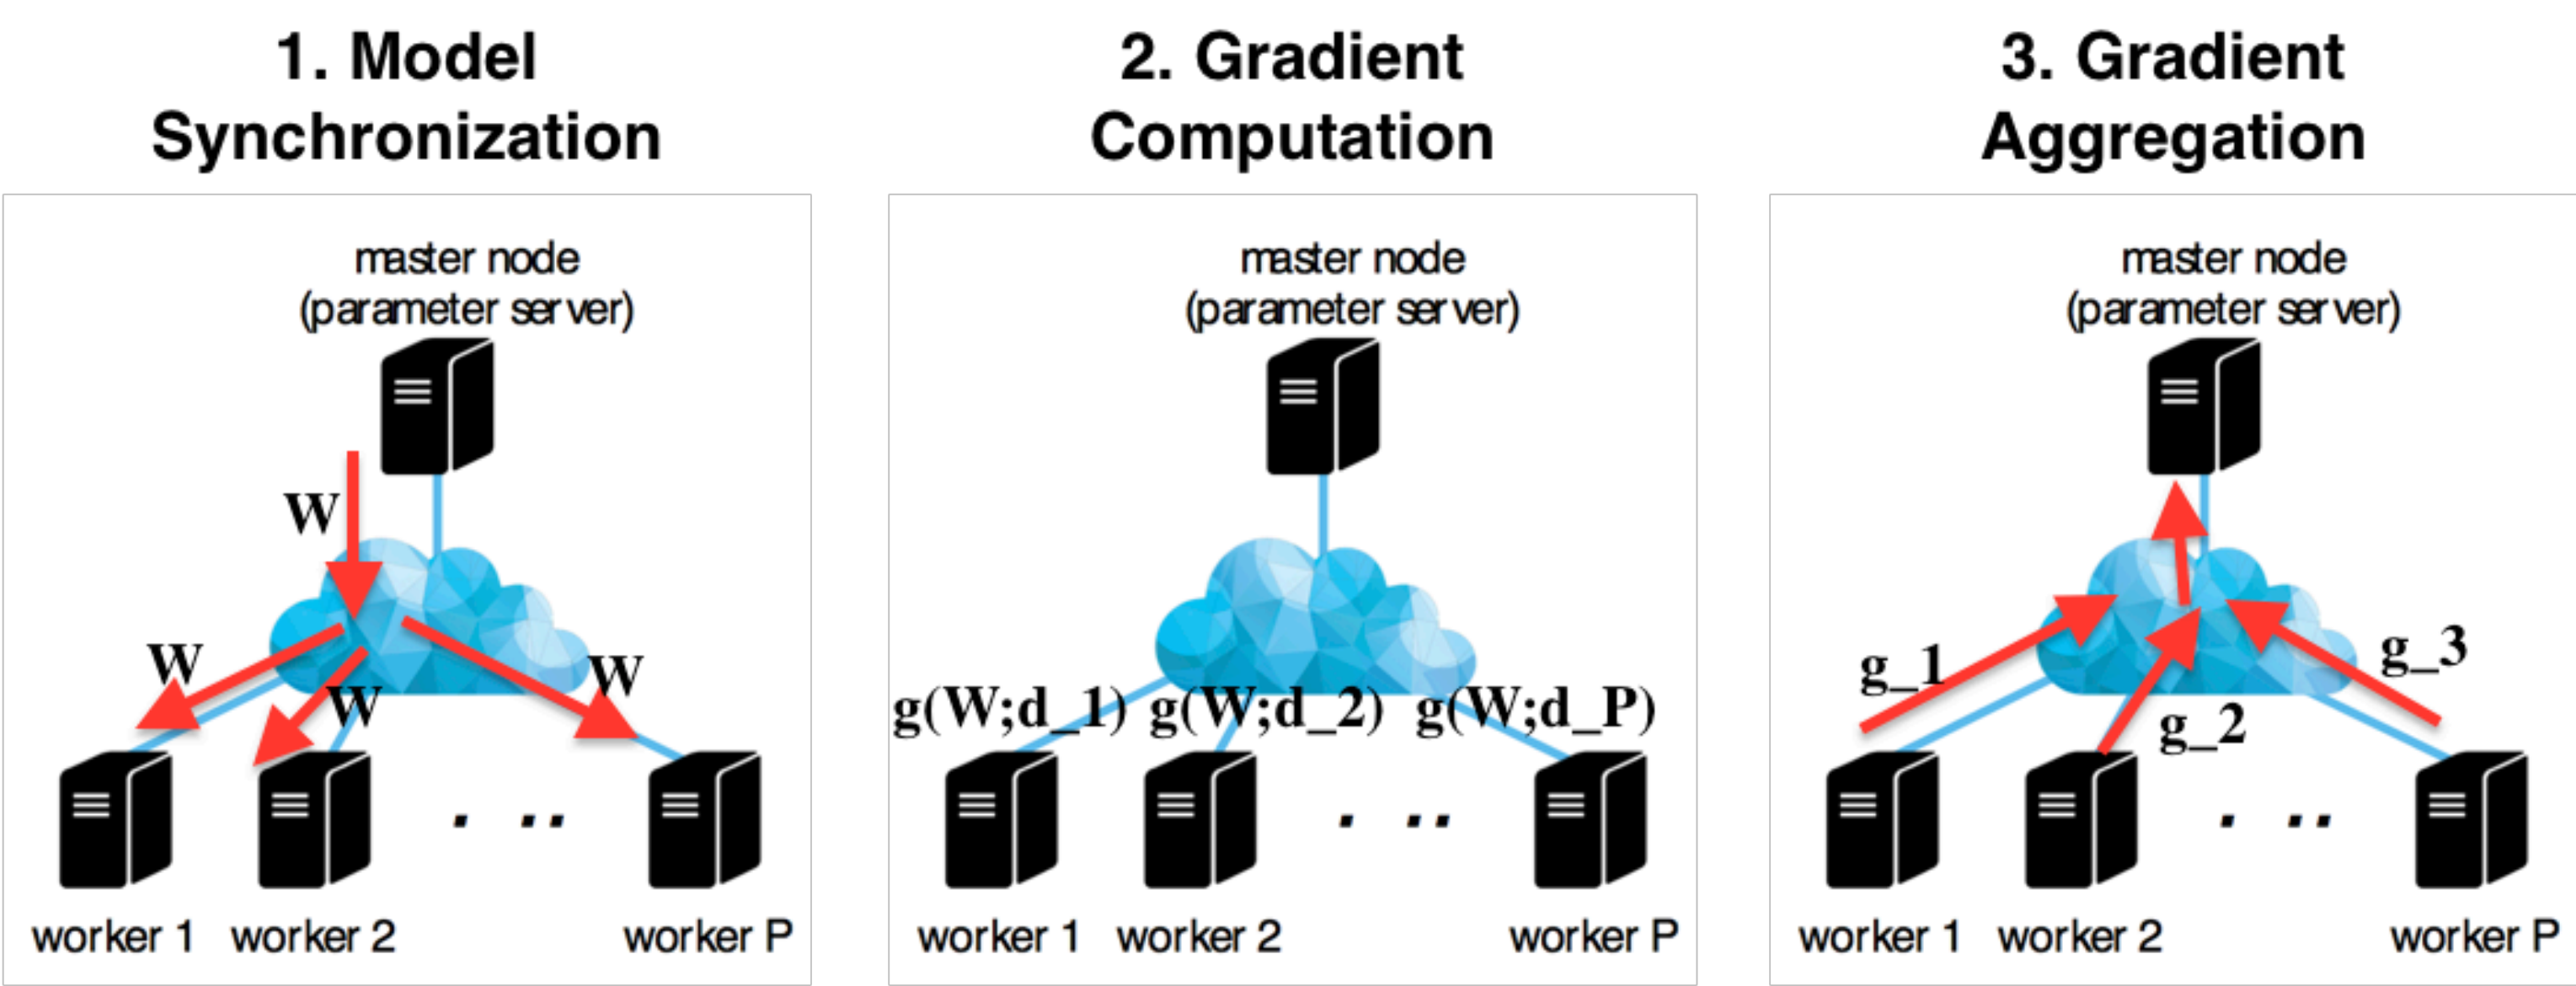 1. Model
Synchronization
master node
(parameter server)
W
W
W
W
worker 1
worker 2
. ..
worker P
2. Gradient
Computation
master node
(parameter server)
g(W;d_1)
g(W;d_2)
g(W;d_P)
worker 1
worker 2
. ..
worker P
3. Gradient
Aggregation
master node
(parameter server)
g_1
g_2
g_3
worker 1
worker 2
. ..
worker P